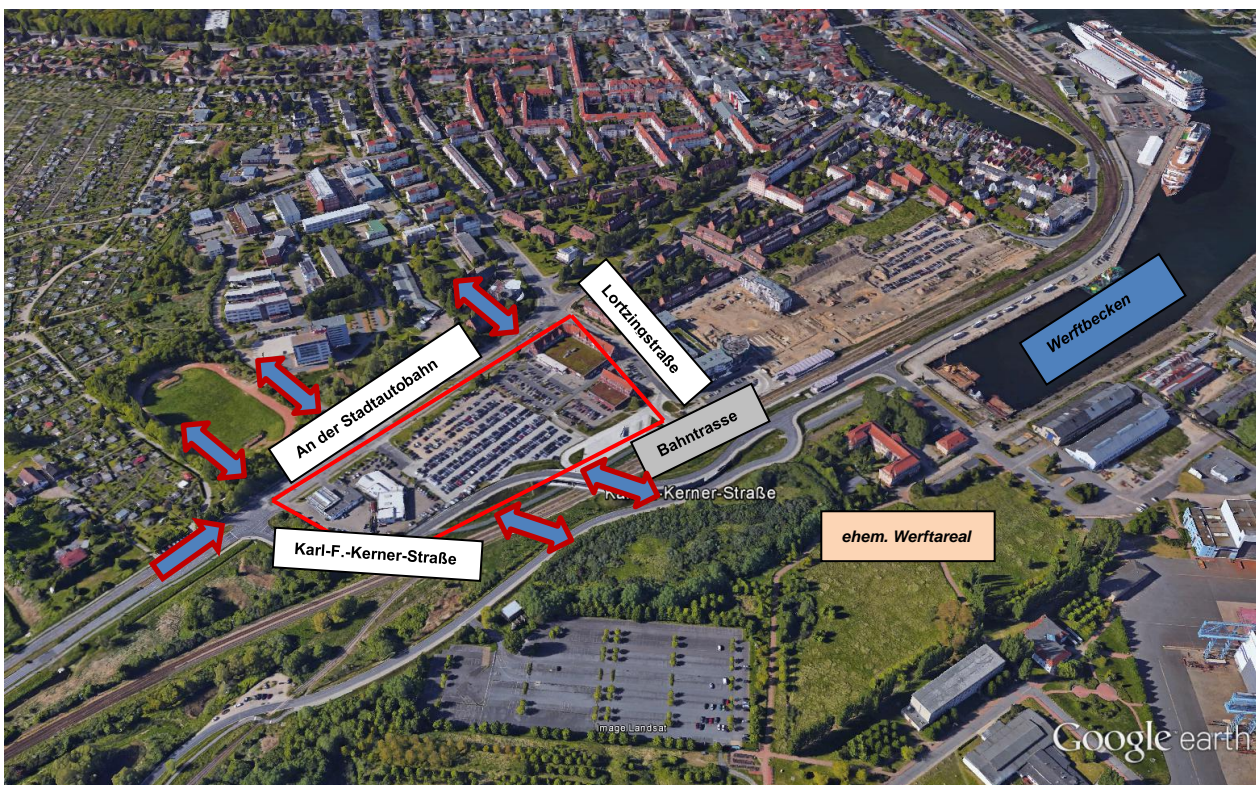 Lortzingstraße
Werftbecken
An der Stadtautobahn
Bahntrasse
Karl-Kerner-Straße
ehem. Werftareal
Karl-F.-Kerner-Straße
Image Landsat
Google earth